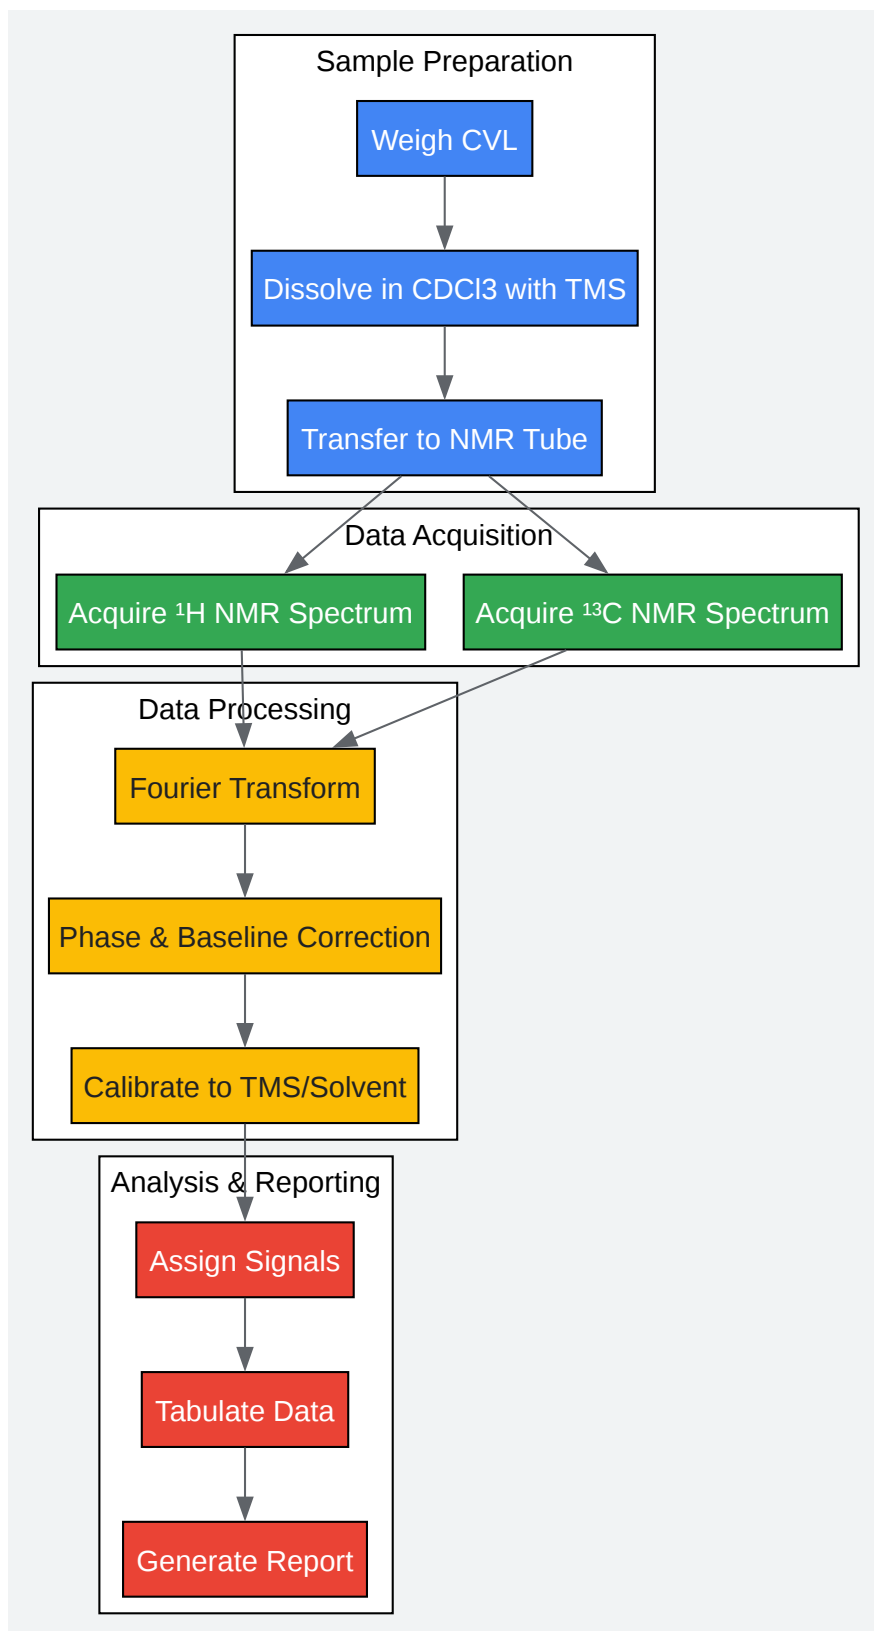 Sample Preparation
Weigh CVL
Dissolve in CDCl3 with TMS
Transfer to NMR Tube
Data Acquisition
Acquire ¹H NMR Spectrum
Acquire ¹³C NMR Spectrum
Data Processing
Fourier Transform
Phase & Baseline Correction
Calibrate to TMS/Solvent
Analysis & Reporting
Assign Signals
Tabulate Data
Generate Report